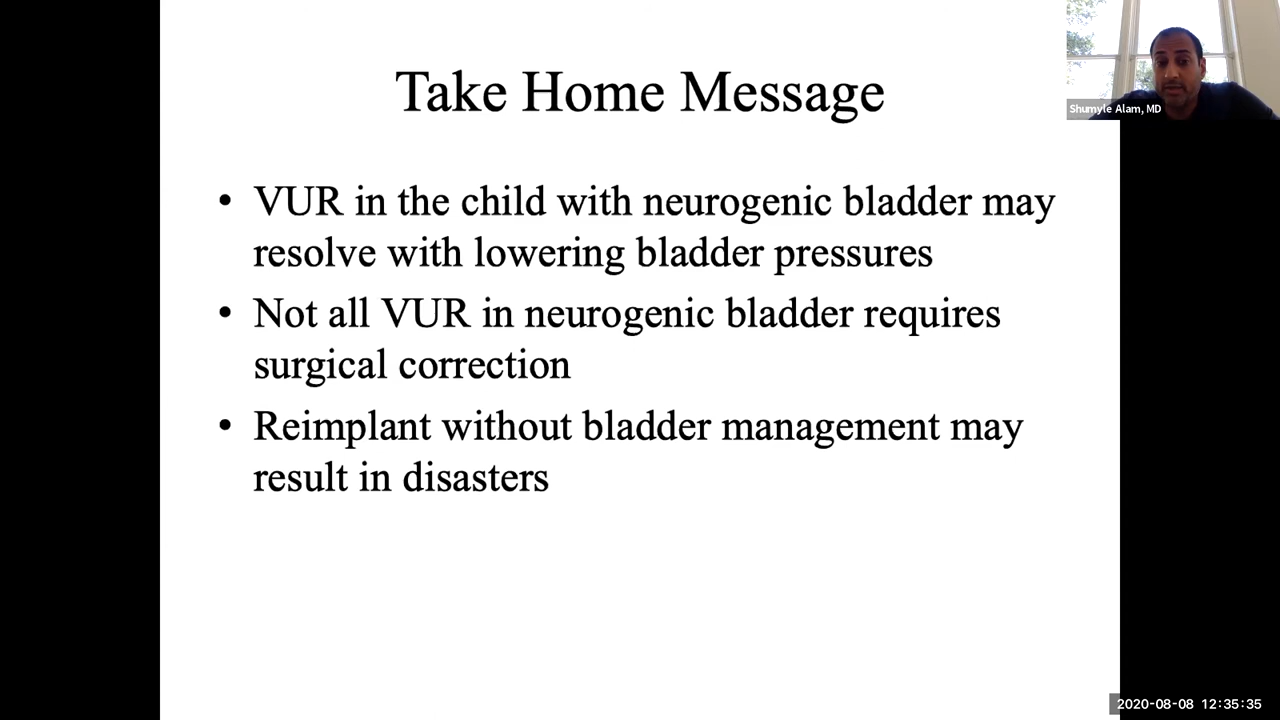 Take Home Message
Shumyle Alam, MD
• VUR in the child with neurogenic bladder may
resolve with lowering bladder pressures
• Not all VUR in neurogenic bladder requires
surgical correction
• Reimplant without bladder management may
result in disasters
2020-08-08 12:35:35